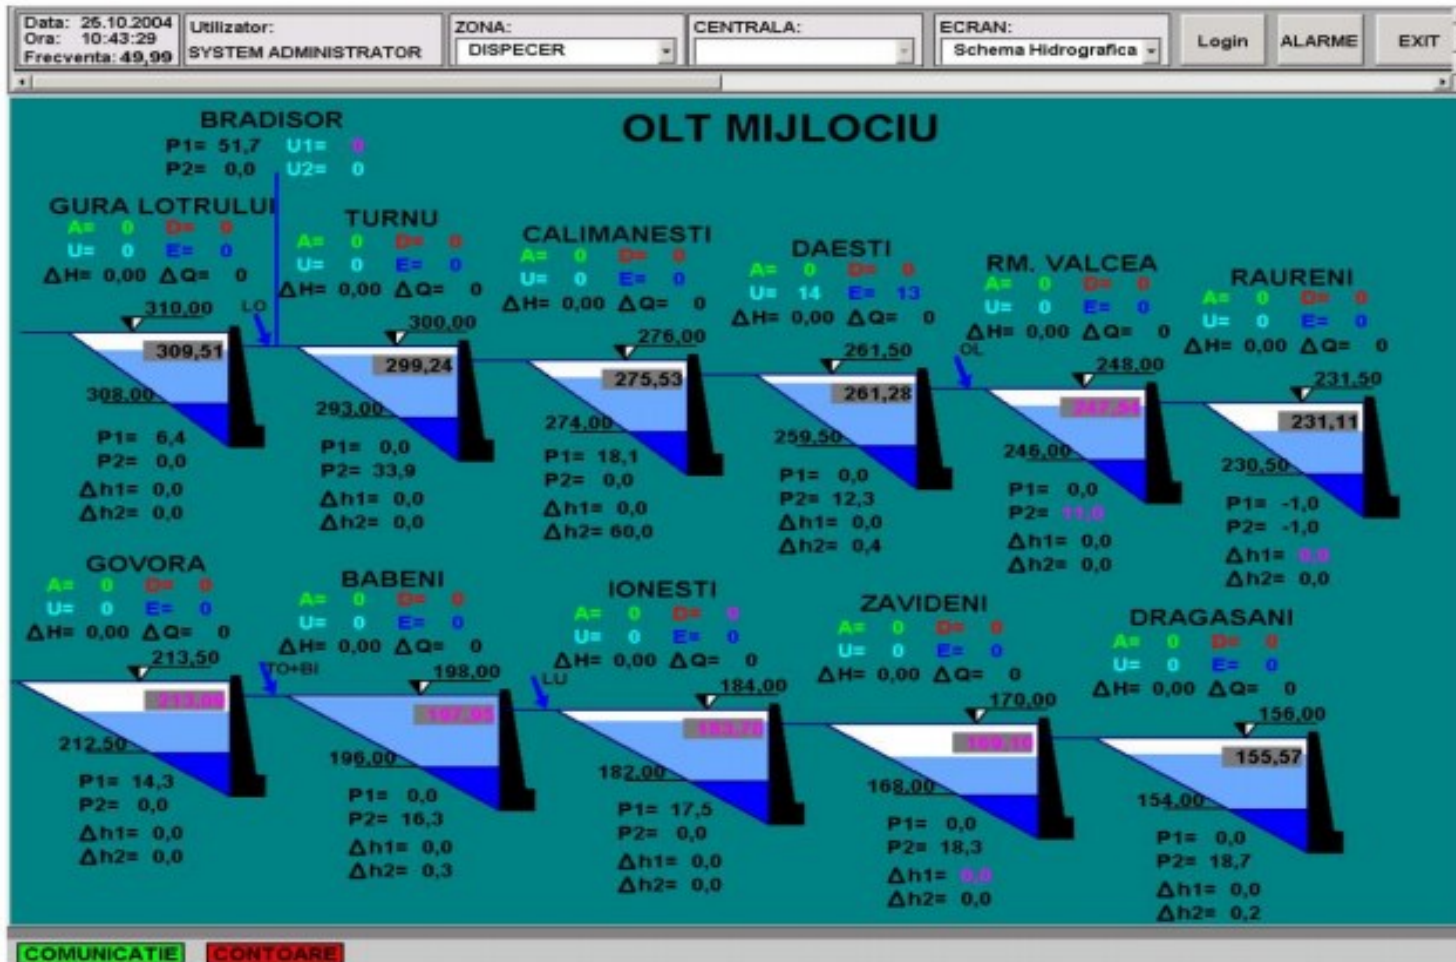 Data: 26.10.2004
Ora: 10:43:29
Frecventa: 49,99
Utilizator:
SYSTEM ADMINISTRATOR
ZONA:
DISPECER
CENTRALA:
ECRAN:
Schema Hidrografica
Login
ALARME
EXIT
OLT MIJLOCIU
BRADISOR
P1= 51,7 U1= 0
P2= 0,0 U2= 0
GURA LOTRULUI
A= 0 D= 0
U= 0 E= 0
ΔH= 0,00 ΔQ= 0
310,00
309,51
308,00
P1= 6,4
P2= 0,0
Δh1= 0,0
Δh2= 0,0
LO
TURNU
A= 0 D= 0
U= 0 E= 0
ΔH= 0,00 ΔQ= 0
300,00
299,24
293,00
P1= 0,0
P2= 33,9
Δh1= 0,0
Δh2= 0,0
CALIMANESTI
A= 0 D= 0
U= 0 E= 0
ΔH= 0,00 ΔQ= 0
276,00
275,53
274,00
P1= 18,1
P2= 0,0
Δh1= 0,0
Δh2= 60,0
DAESTI
A= 0 D= 0
U= 14 E= 13
ΔH= 0,00 ΔQ= 0
261,50
261,28
259,50
P1= 0,0
P2= 12,3
Δh1= 0,0
Δh2= 0,4
OL
RM. VALCEA
A= 0 D= 0
U= 0 E= 0
ΔH= 0,00 ΔQ= 0
248,00
246,00
P1= 0,0
P2= 11,0
Δh1= 0,0
Δh2= 0,0
RAURENI
A= 0 D= 0
U= 0 E= 0
ΔH= 0,00 ΔQ= 0
231,50
231,11
230,50
P1= -1,0
P2= -1,0
Δh1= 0,0
Δh2= 0,0
GOVORA
A= 0 D= 0
U= 0 E= 0
ΔH= 0,00 ΔQ= 0
213,50
213,09
212,50
P1= 14,3
P2= 0,0
Δh1= 0,0
Δh2= 0,0
TO+BI
BABENI
A= 0 D= 0
U= 0 E= 0
ΔH= 0,00 ΔQ= 0
198,00
197,95
196,00
P1= 0,0
P2= 16,3
Δh1= 0,0
Δh2= 0,3
LU
IONESTI
A= 0 D= 0
U= 0 E= 0
ΔH= 0,00 ΔQ= 0
184,00
182,00
P1= 17,5
P2= 0,0
Δh1= 0,0
Δh2= 0,0
ZAVIDENI
A= 0 D= 0
U= 0 E= 0
ΔH= 0,00 ΔQ= 0
170,00
169,10
168,00
P1= 0,0
P2= 18,3
Δh1= 0,0
Δh2= 0,0
DRAGASANI
A= 0 D= 0
U= 0 E= 0
ΔH= 0,00 ΔQ= 0
156,00
155,57
154,00
P1= 0,0
P2= 18,7
Δh1= 0,0
Δh2= 0,2
COMUNICATIE
CONTOARE